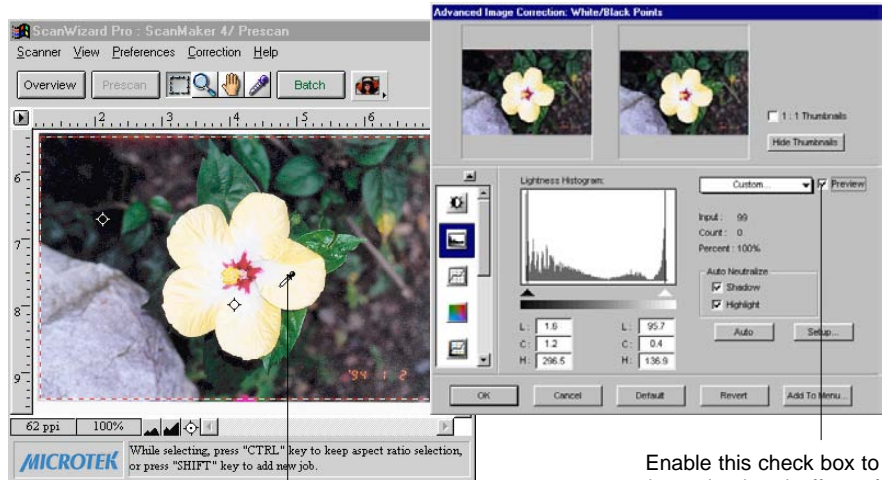 ScanWizard Pro : ScanMaker 4/ Prescan
Scanner View Preferences Correction Help
Overview Prescan Batch
2 3 4 5 6
6
7
8
9
'94 1 2
62 ppi 100%
MICROTEK
While selecting, press "CTRL" key to keep aspect ratio selection,
or press "SHIFT" key to add new job.
Advanced Image Correction: White/Black Points
1 : 1 Thumbnails
Hide Thumbnails
Lightness Histogram:
Custom... Preview
Input : 99
Count : 0
Percent : 100%
Auto Neutralize
Shadow
Highlight
L : 1.6 L : 95.7
C : 1.2 C : 0.4
H : 296.5 H : 136.9
Auto Setup...
OK Cancel Default Revert Add To Menu...
Enable this check box to